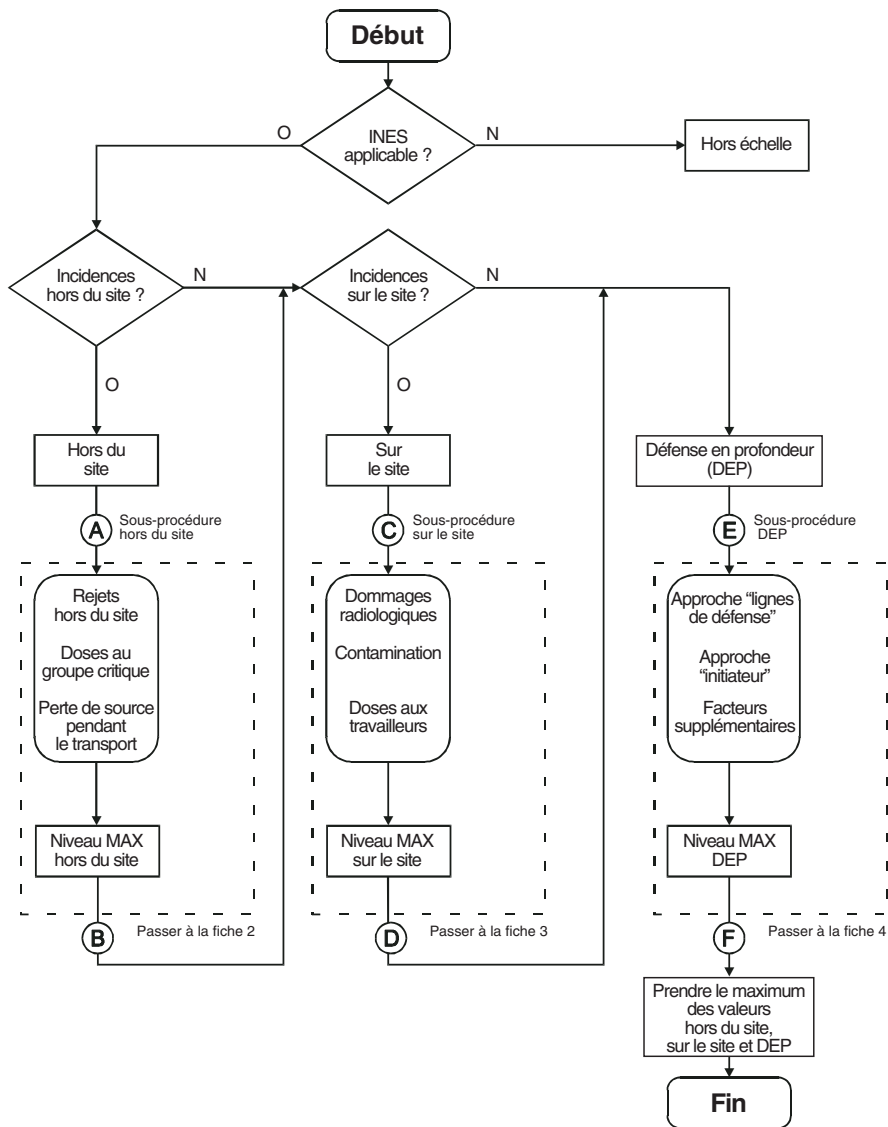 Début
INES
applicable ?
O
N
Hors échelle
Incidences
hors du site ?
N
Incidences
sur le site ?
N
O
O
Hors du
site
Sur
le site
Défense en profondeur
(DEP)
A
Sous-procédure
hors du site
C
Sous-procédure
sur le site
E
Sous-procédure
DEP
Rejets
hors du site
Doses au
groupe critique
Perte de source
pendant
le transport
Dommages
radiologiques
Contamination
Doses aux
travailleurs
Approche “lignes
de défense”
Approche
“initiateur”
Facteurs
supplémentaires
Niveau MAX
hors du site
Niveau MAX
sur le site
Niveau MAX
DEP
B
Passer à la fiche 2
D
Passer à la fiche 3
F
Passer à la fiche 4
Prendre le maximum
des valeurs
hors du site,
sur le site et DEP
Fin